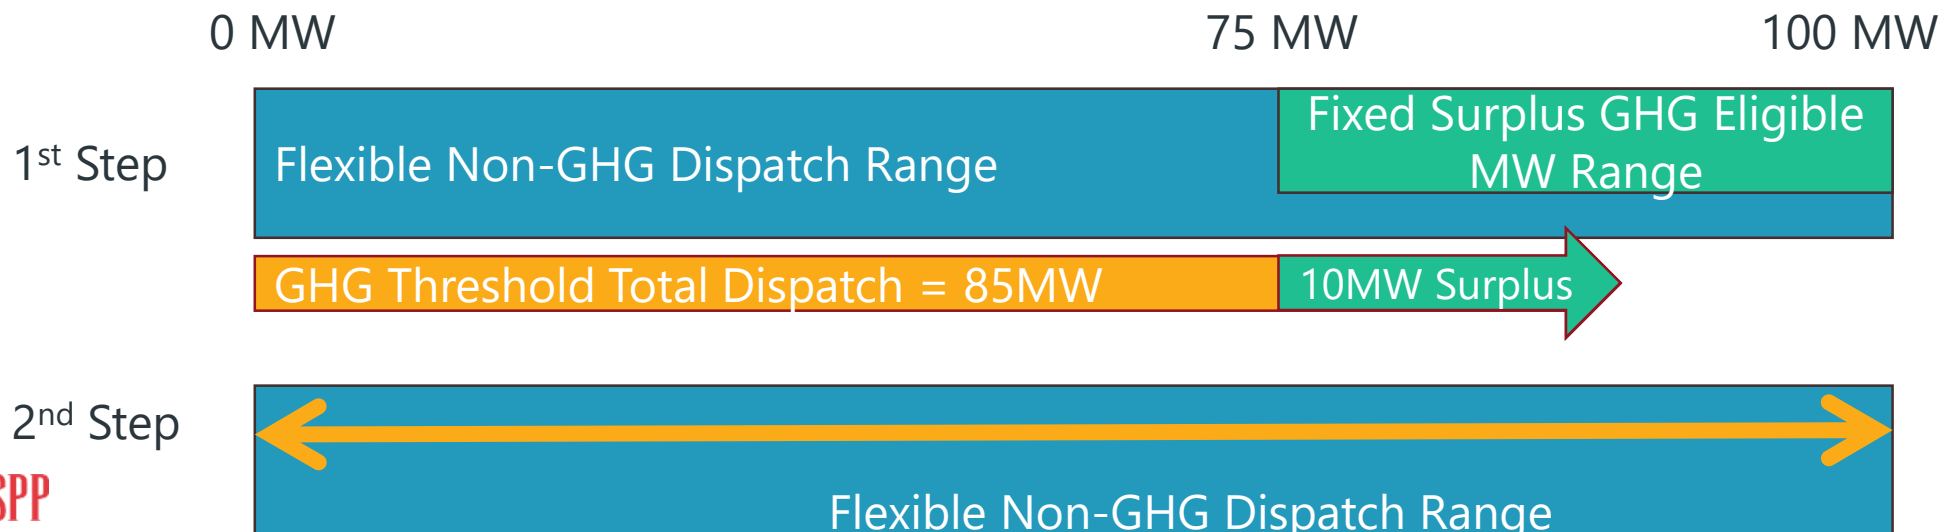 0 MW
75 MW
100 MW
1st Step
Flexible Non-GHG Dispatch Range
Fixed Surplus GHG Eligible
MW Range
GHG Threshold Total Dispatch = 85MW
10MW Surplus
2nd Step
SPP
Flexible Non-GHG Dispatch Range